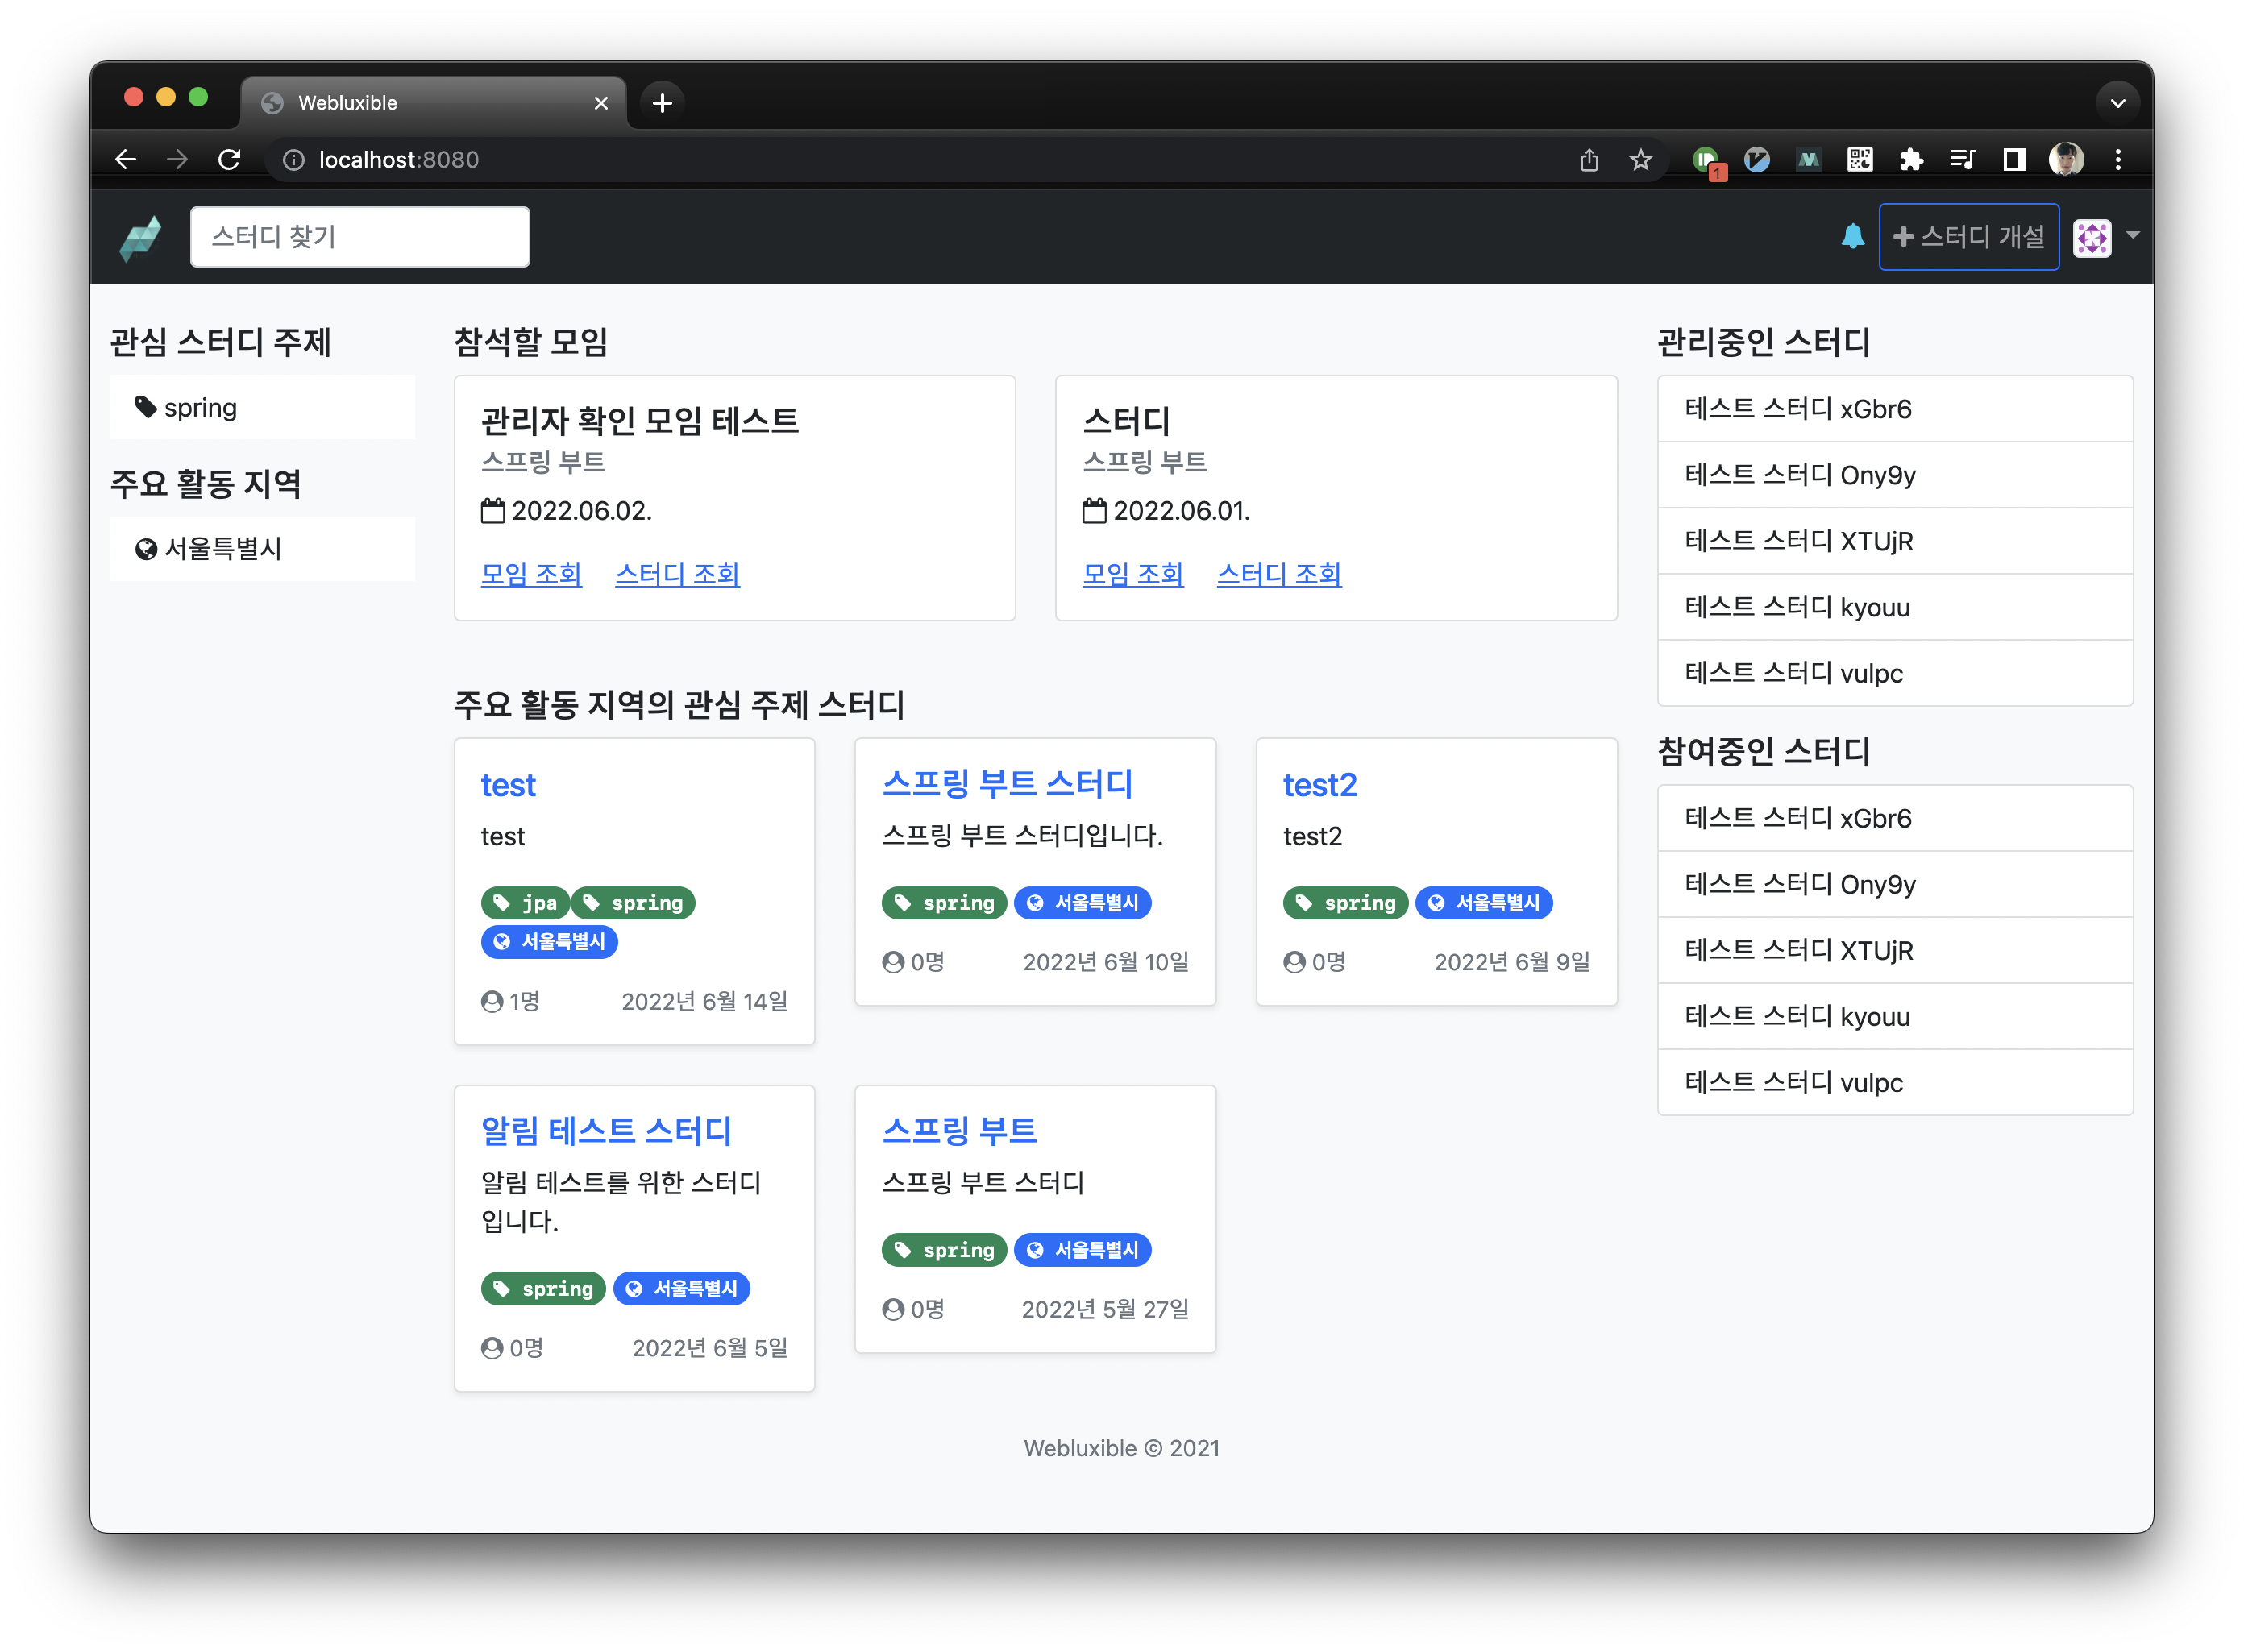 Webluxible
localhost:8080
1
스터디 찾기
스터디 개설
관심 스터디 주제
spring
주요 활동 지역
서울특별시
참석할 모임
관리자 확인 모임 테스트
스프링 부트
2022.06.02.
모임 조회 스터디 조회
스터디
스프링 부트
2022.06.01.
모임 조회 스터디 조회
주요 활동 지역의 관심 주제 스터디
test
test
jpa spring
서울특별시
1명 2022년 6월 14일
스프링 부트 스터디
스프링 부트 스터디입니다.
spring 서울특별시
0명 2022년 6월 10일
test2
test2
spring 서울특별시
0명 2022년 6월 9일
알림 테스트 스터디
알림 테스트를 위한 스터디
입니다.
spring 서울특별시
0명 2022년 6월 5일
스프링 부트
스프링 부트 스터디
spring 서울특별시
0명 2022년 5월 27일
관리중인 스터디
테스트 스터디 xGbr6
테스트 스터디 Ony9y
테스트 스터디 XTUjR
테스트 스터디 kyouu
테스트 스터디 vulpc
참여중인 스터디
테스트 스터디 xGbr6
테스트 스터디 Ony9y
테스트 스터디 XTUjR
테스트 스터디 kyouu
테스트 스터디 vulpc
Webluxible © 2021